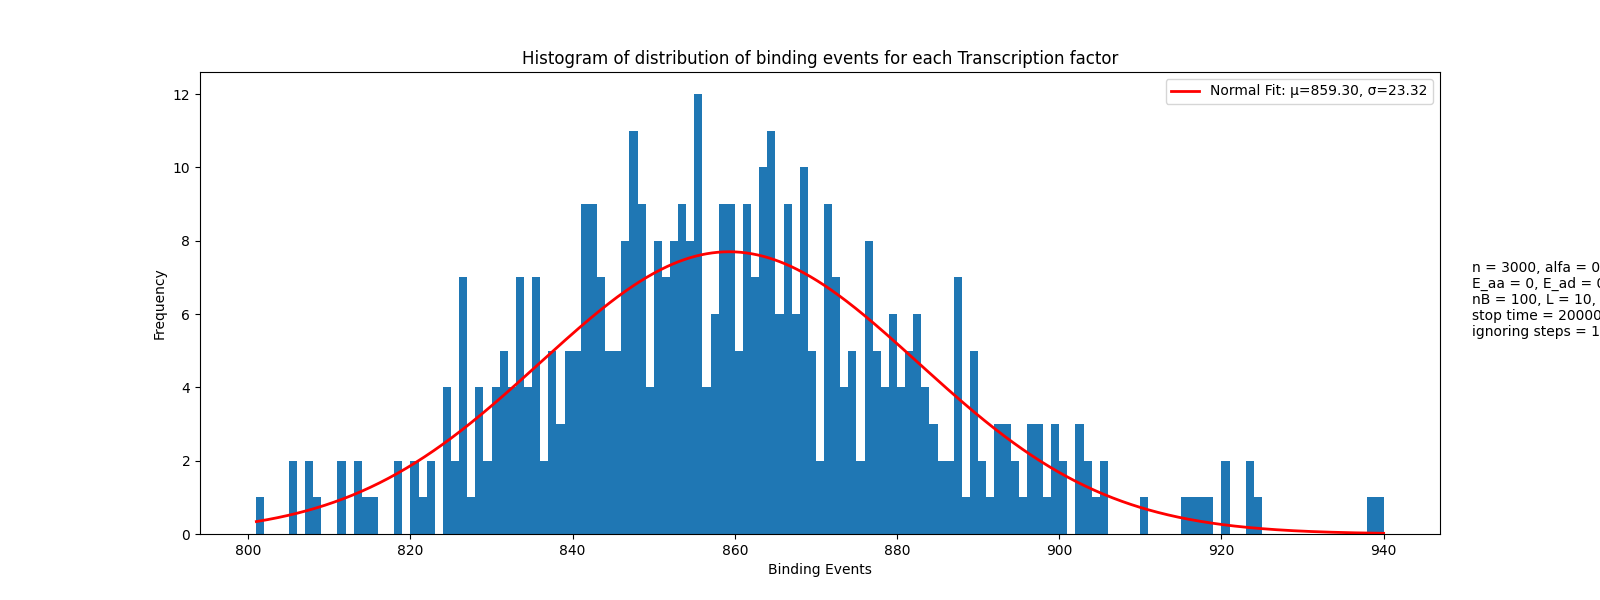 Histogram of distribution of binding events for each Transcription factor
Normal Fit: μ=859.30, σ=23.32
12
10
8
6
4
2
0
Frequency
800 820 840 860 880 900 920 940
Binding Events
n = 3000, alfa = 0
E_aa = 0, E_ad = 0
nB = 100, L = 10,
stop time = 20000
ignoring steps = 1